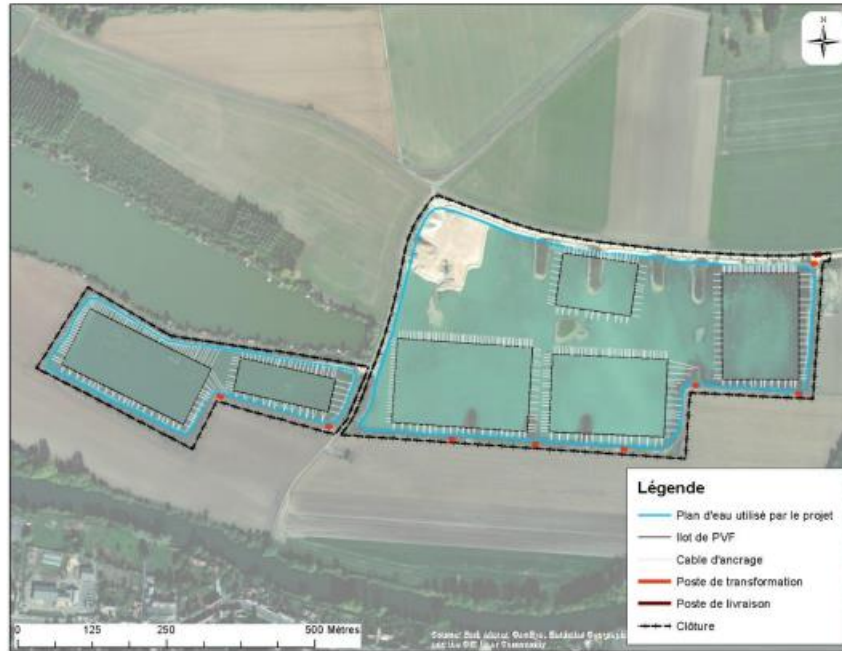 N
Légende
Plan d'eau utilisé par le projet
Ilot de PVF
Cable d'ancrage
Poste de transformation
Poste de livraison
Clôture
0 125 250 500 Mètres